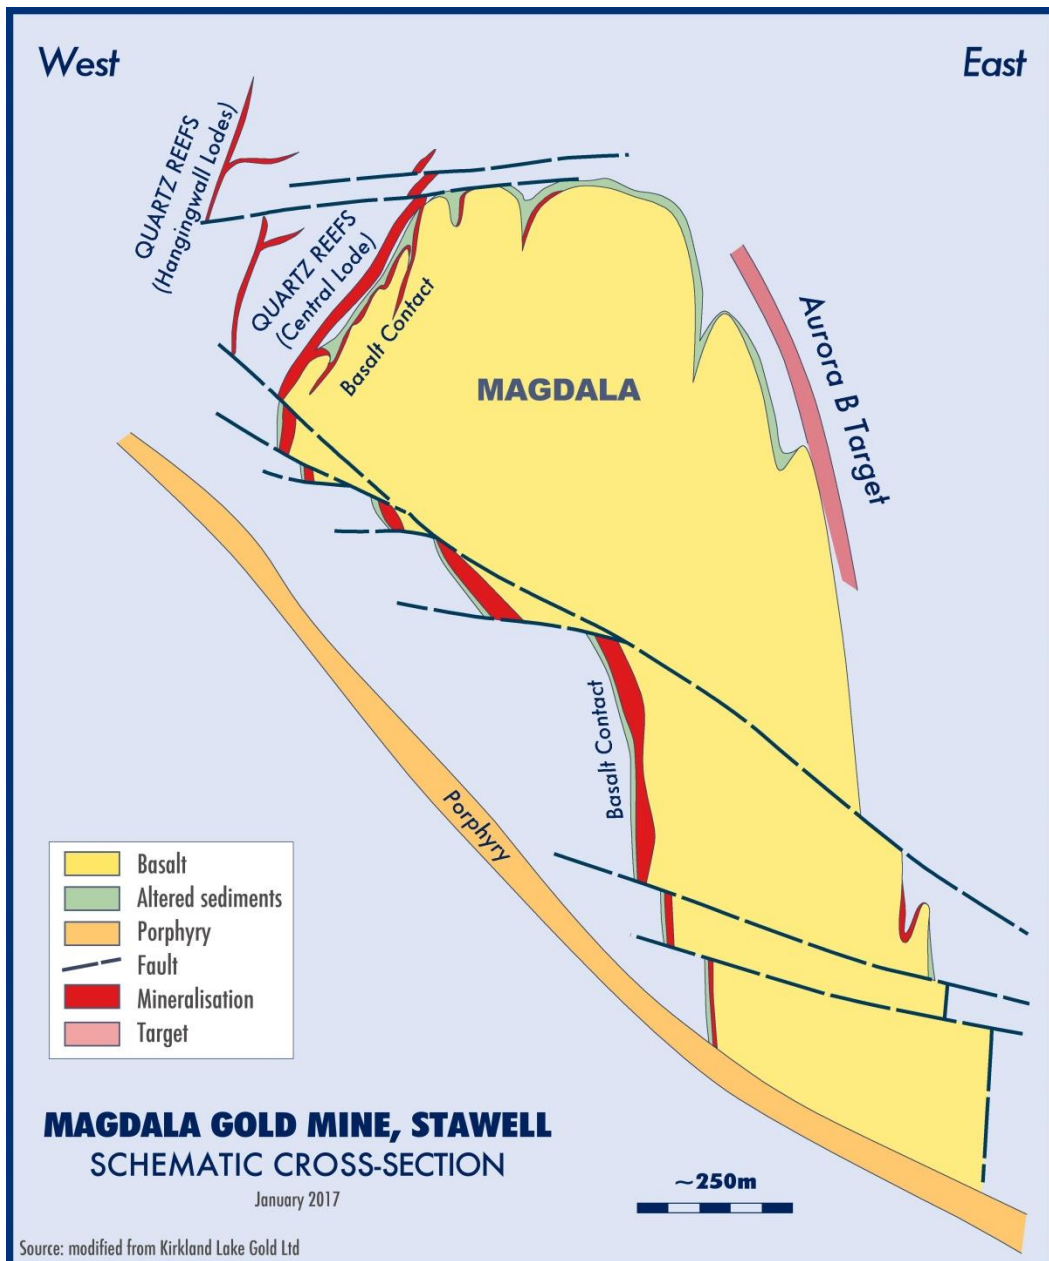 West
East
QUARTZ REEFS
(Hangingwall Lodes)
QUARTZ REEFS
(Central Lode)
Basalt Contact
MAGDALA
Aurora B Target
Basalt Contact
Porphyry
Basalt
Altered sediments
Porphyry
Fault
Mineralisation
Target
MAGDALA GOLD MINE, STAWELL
SCHEMATIC CROSS-SECTION
January 2017
~250m
Source: modified from Kirkland Lake Gold Ltd